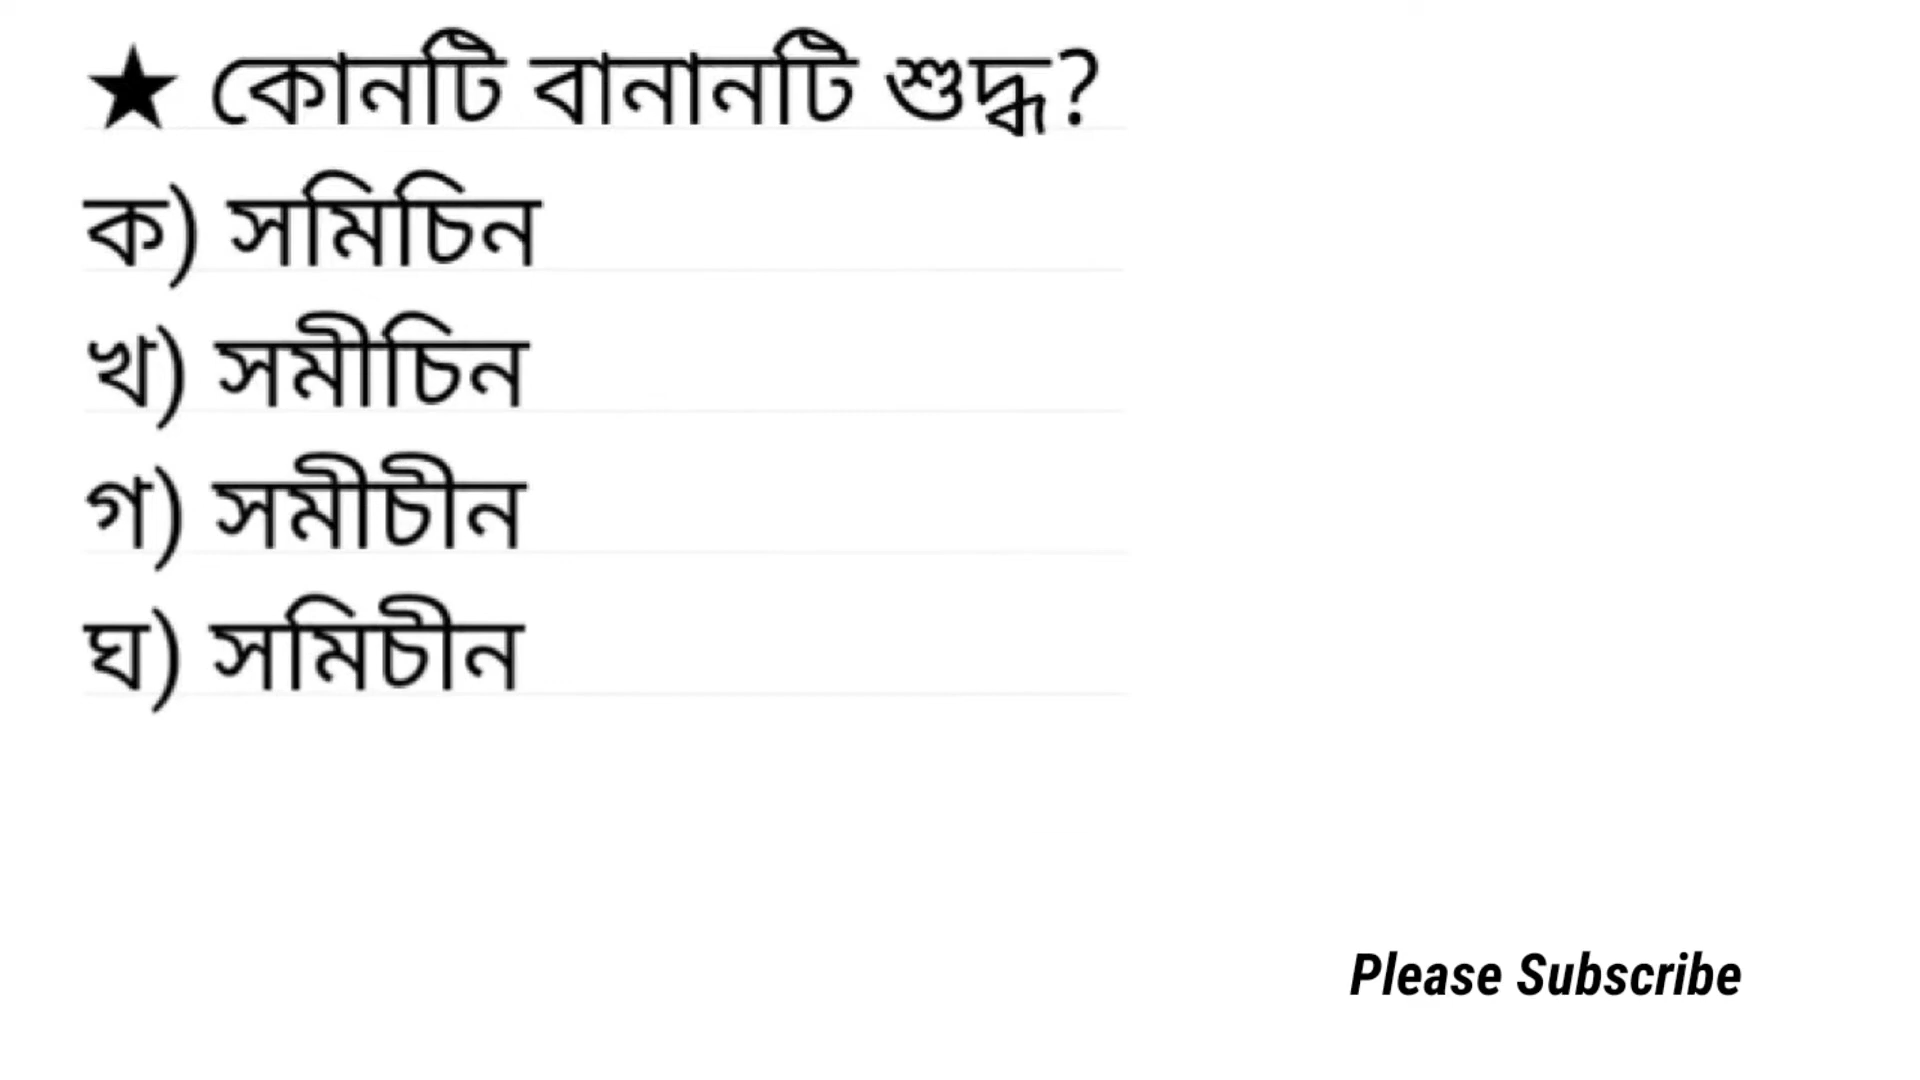 ★ কোনটি বানানটি শুদ্ধ?
ক) সমিচিন
খ) সমীচিন
গ) সমীচীন
ঘ) সমিচীন
Please Subscribe